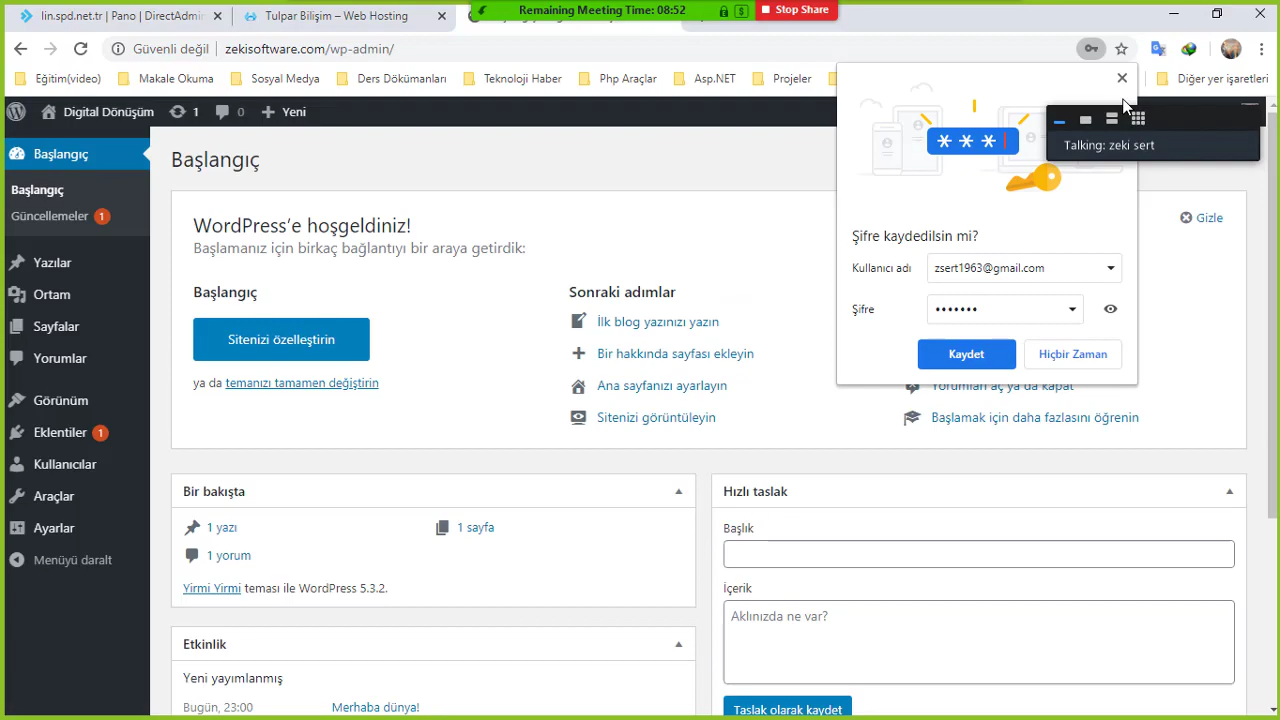 Remaining Meeting Time: 08:52 Stop Share
lin.spd.net.tr | Pano | DirectAdmin Tulpar Bilişim – Web Hosting
Güvenli değil zekisoftware.com/wp-admin/
Eğitim(video) Makale Okuma Sosyal Medya Ders Dökümanları Teknoloji Haber Php Araçlar Asp.NET Projeler Diğer yer işaretleri
Digital Dönüşüm 1 0 Yeni
Talking: zeki sert
Başlangıç
Başlangıç
Güncellemeler 1
Yazılar
Ortam
Sayfalar
Yorumlar
Görünüm
Eklentiler 1
Kullanıcılar
Araçlar
Ayarlar
Menüyü daralt
Başlangıç
WordPress'e hoşgeldiniz!
Gizle
Başlamanız için birkaç bağlantıyı bir araya getirdik:
Başlangıç
Sitenizi özelleştirin
ya da temanızı tamamen değiştirin
Sonraki adımlar
İlk blog yazınızı yazın
Bir hakkında sayfası ekleyin
Ana sayfanızı ayarlayın
Sitenizi görüntüleyin
Yorumları aç ya da kapat
Başlamak için daha fazlasını öğrenin
* * *
Şifre kaydedilsin mi?
Kullanıcı adı zsert1963@gmail.com
Şifre •••••••
Kaydet Hiçbir Zaman
Bir bakışta
1 yazı 1 sayfa
1 yorum
Yirmi Yirmi teması ile WordPress 5.3.2.
Etkinlik
Yeni yayımlanmış
Bugün, 23:00 Merhaba dünya!
Hızlı taslak
Başlık
İçerik
Aklınızda ne var?
Taslak olarak kaydet